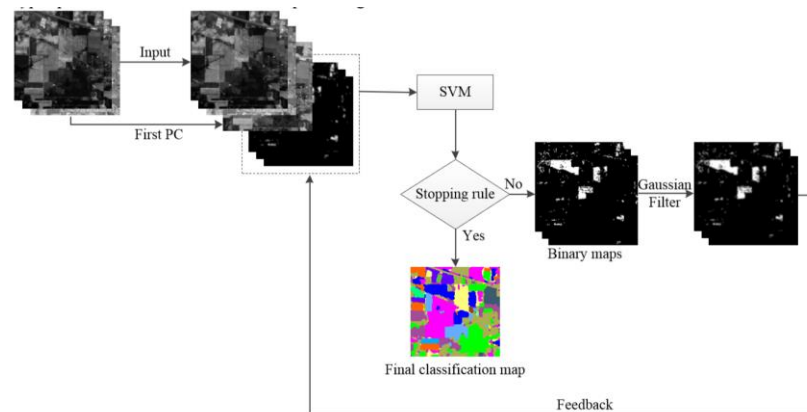 Input
First PC
SVM
Stopping rule
No
Yes
Binary maps
Gaussian
Filter
Final classification map
Feedback